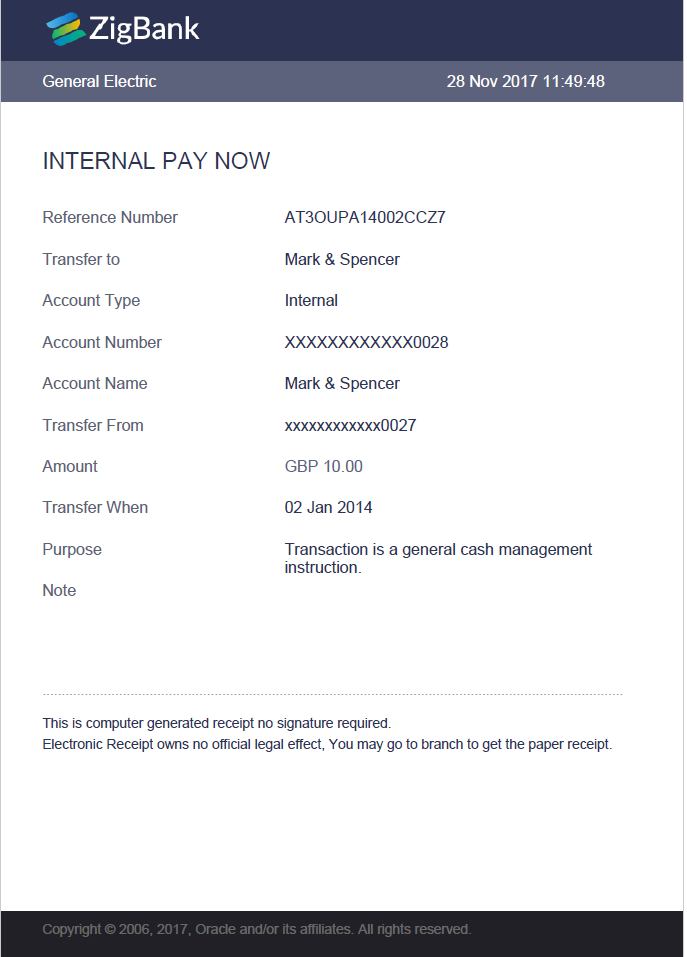 ZigBank
General Electric 28 Nov 2017 11:49:48
INTERNAL PAY NOW
Reference Number AT3OUPA14002CCZ7
Transfer to Mark & Spencer
Account Type Internal
Account Number XXXXXXXXXXXX0028
Account Name Mark & Spencer
Transfer From xxxxxxxxxxxx0027
Amount GBP 10.00
Transfer When 02 Jan 2014
Purpose Transaction is a general cash management
instruction.
Note
This is computer generated receipt no signature required.
Electronic Receipt owns no official legal effect, You may go to branch to get the paper receipt.
Copyright © 2006, 2017, Oracle and/or its affiliates. All rights reserved.